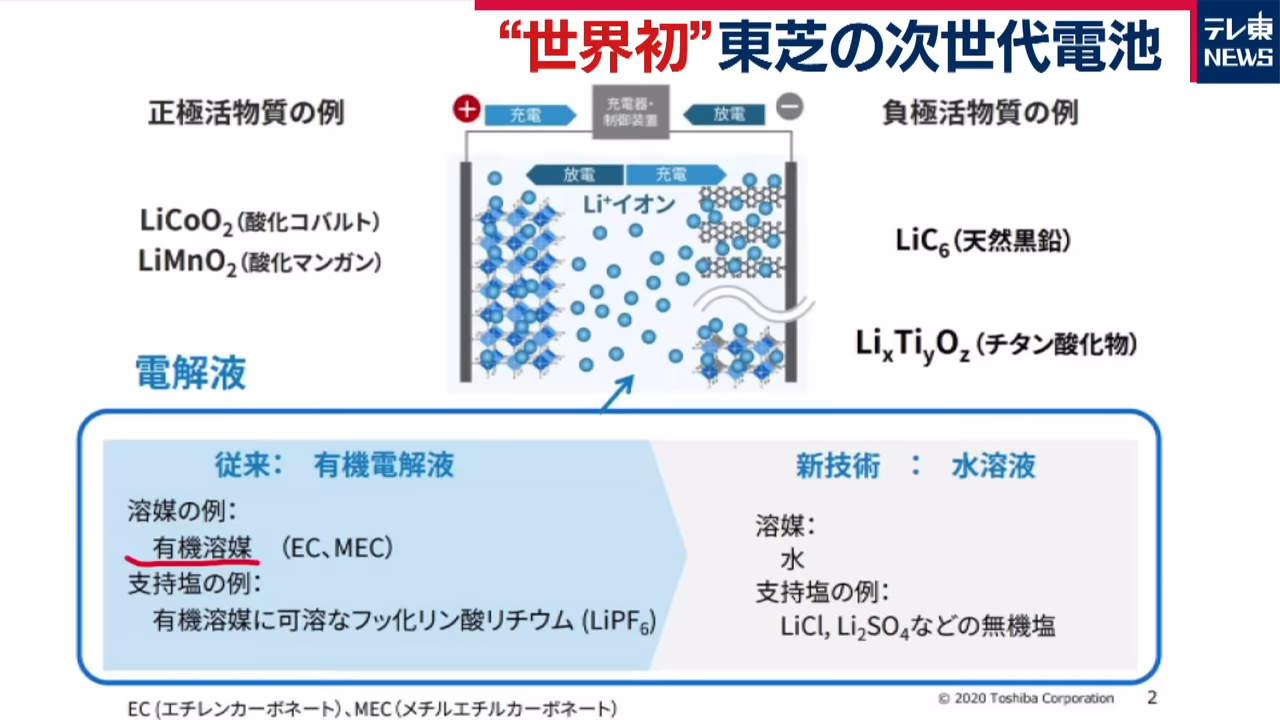 “世界初”東芝の次世代電池
テレ東
NEWS
正極活物質の例
充電
充電器・
制御装置
放電
負極活物質の例
放電
充電
Li⁺イオン
LiCoO₂(酸化コバルト)
LiMnO₂(酸化マンガン)
LiC₆(天然黒鉛)
LixTiyOz(チタン酸化物)
電解液
従来： 有機電解液
溶媒の例：
有機溶媒 (EC、MEC)
支持塩の例：
有機溶媒に可溶なフッ化リン酸リチウム (LiPF₆)
新技術 ： 水溶液
溶媒：
水
支持塩の例：
LiCl, Li₂SO₄などの無機塩
EC (エチレンカーボネート)、MEC (メチルエチルカーボネート)
© 2020 Toshiba Corporation 2